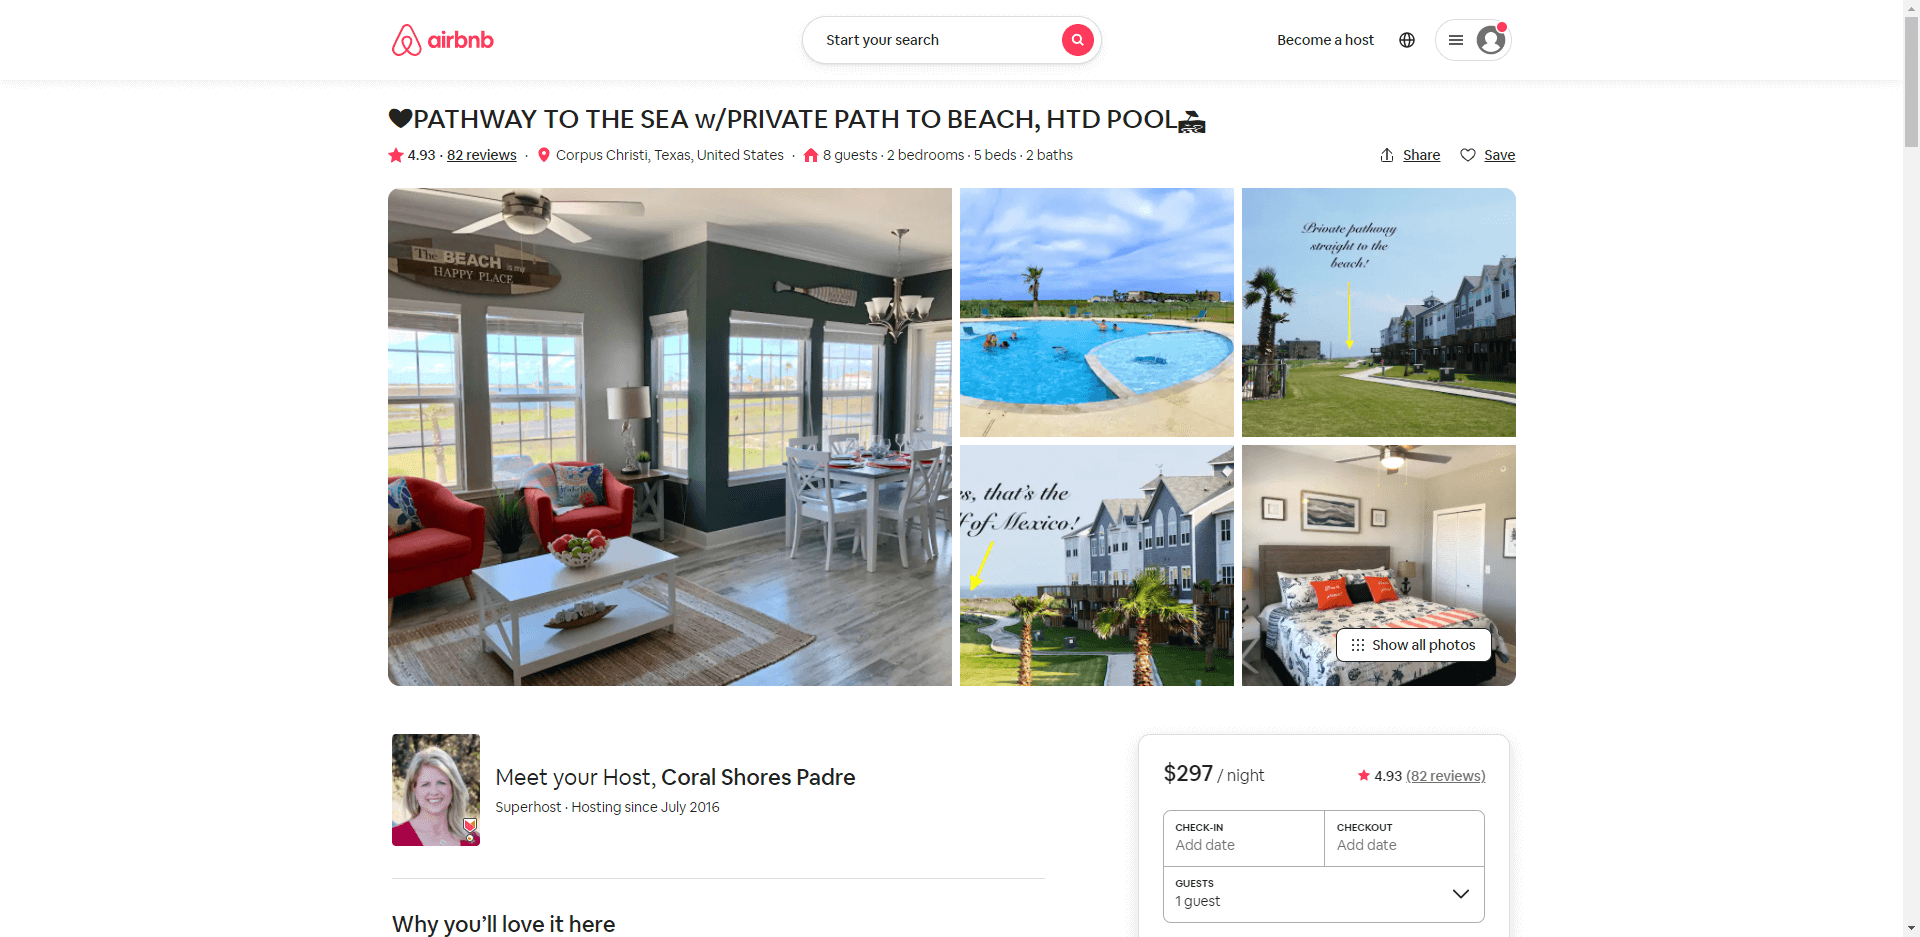 airbnb
Start your search
Become a host
PATHWAY TO THE SEA w/PRIVATE PATH TO BEACH, HTD POOL
4.93 · 82 reviews · Corpus Christi, Texas, United States · 8 guests · 2 bedrooms · 5 beds · 2 baths
Share
Save
The BEACH is my
HAPPY PLACE
Private pathway
straight to the
beach!
s, that's the
f of Mexico!
Show all photos
Meet your Host, Coral Shores Padre
Superhost · Hosting since July 2016
$297 / night
4.93 (82 reviews)
CHECK-IN
Add date
CHECKOUT
Add date
GUESTS
1 guest
Why you’ll love it here